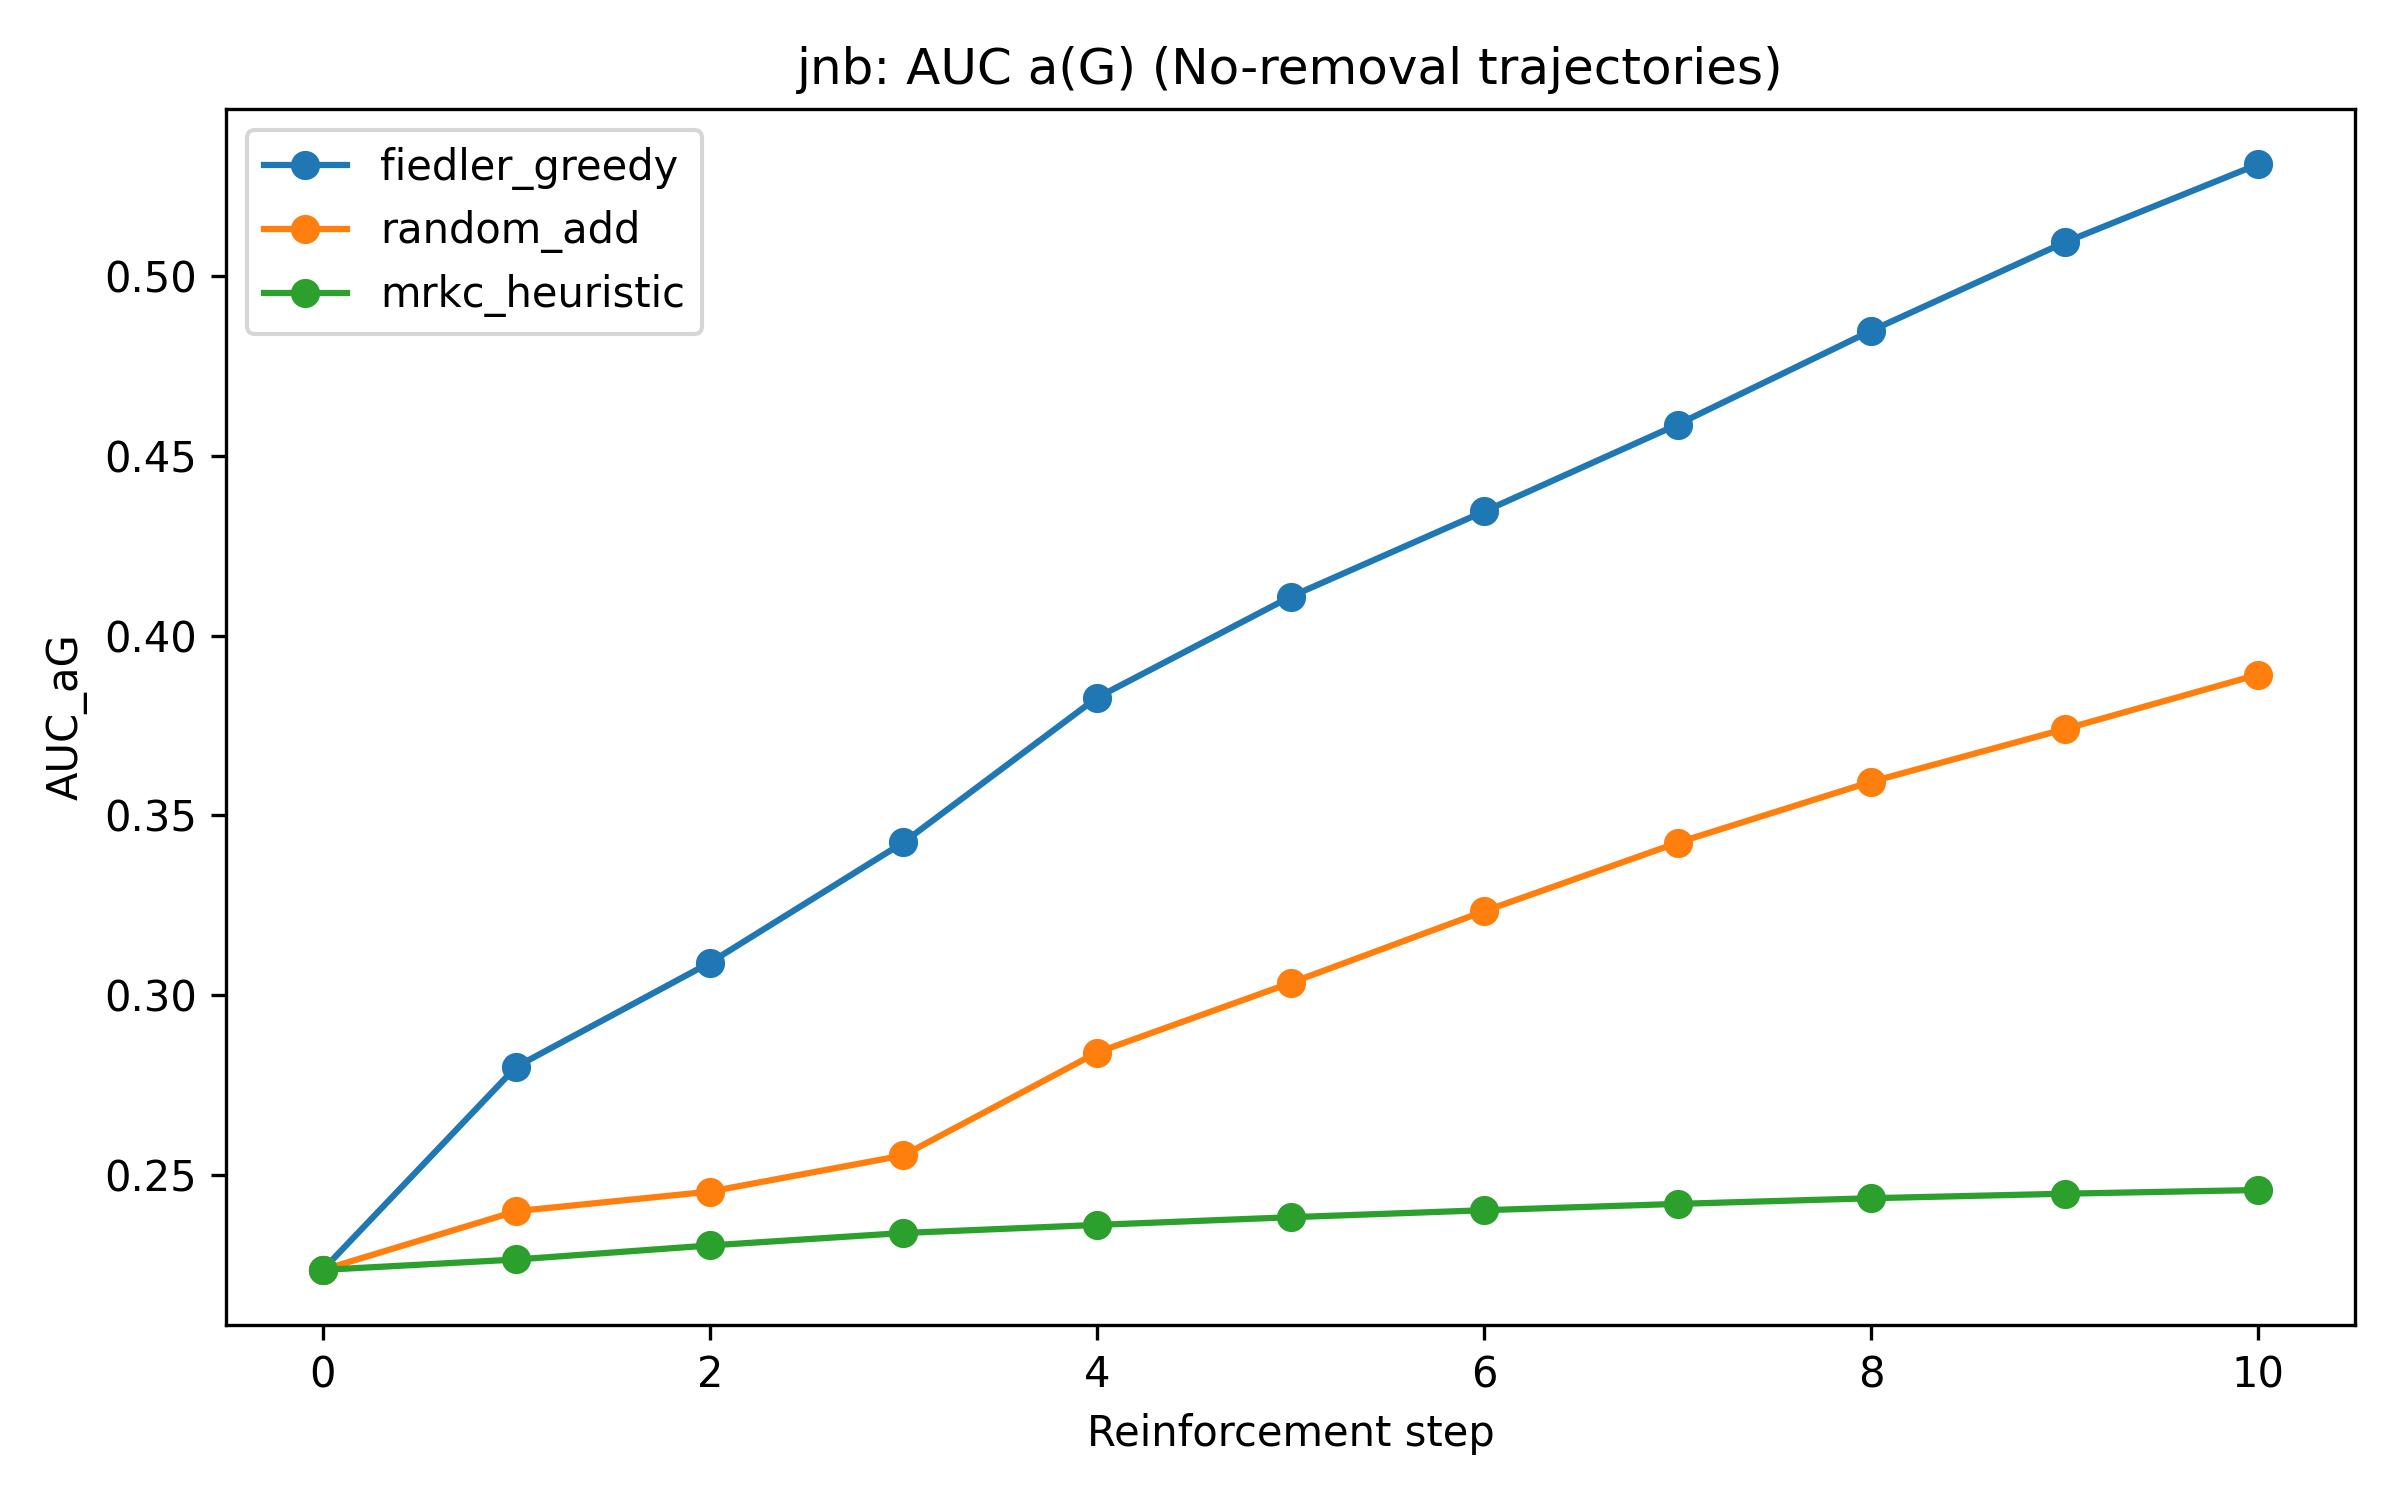 jnb: AUC a(G) (No-removal trajectories)
fiedler_greedy
random_add
mrkc_heuristic
AUC_aG
0.50
0.45
0.40
0.35
0.30
0.25
0 2 4 6 8 10
Reinforcement step